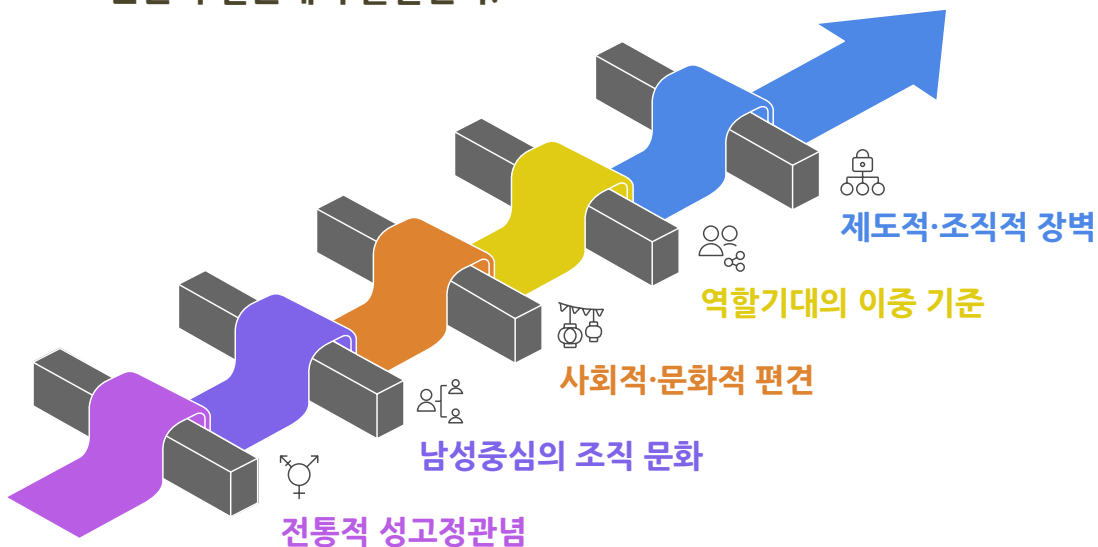 제도적·조직적 장벽
역할기대의 이중 기준
사회적·문화적 편견
남성중심의 조직 문화
전통적 성고정관념